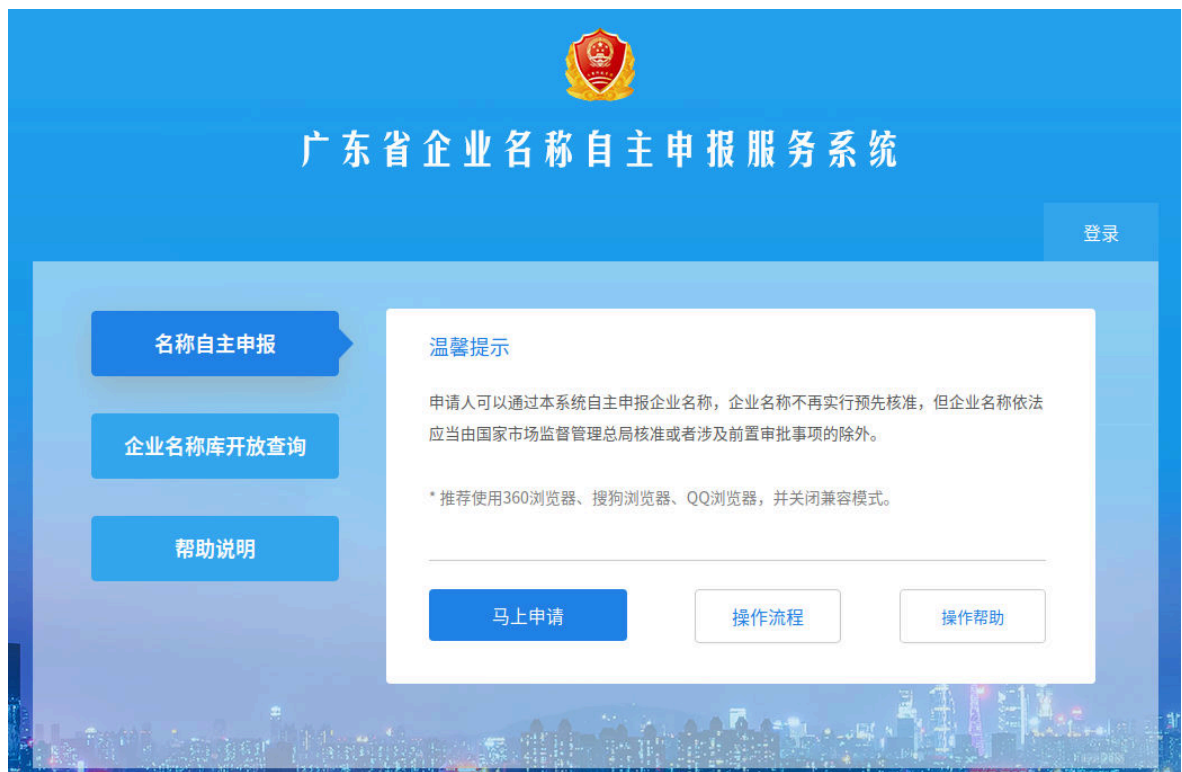 广东省企业名称自主申报服务系统
登录
名称自主申报
企业名称库开放查询
帮助说明
温馨提示
申请人可以通过本系统自主申报企业名称，企业名称不再实行预先核准，但企业名称依法
应当由国家市场监督管理总局核准或者涉及前置审批事项的除外。
* 推荐使用360浏览器、搜狗浏览器、QQ浏览器，并关闭兼容模式。
马上申请
操作流程
操作帮助